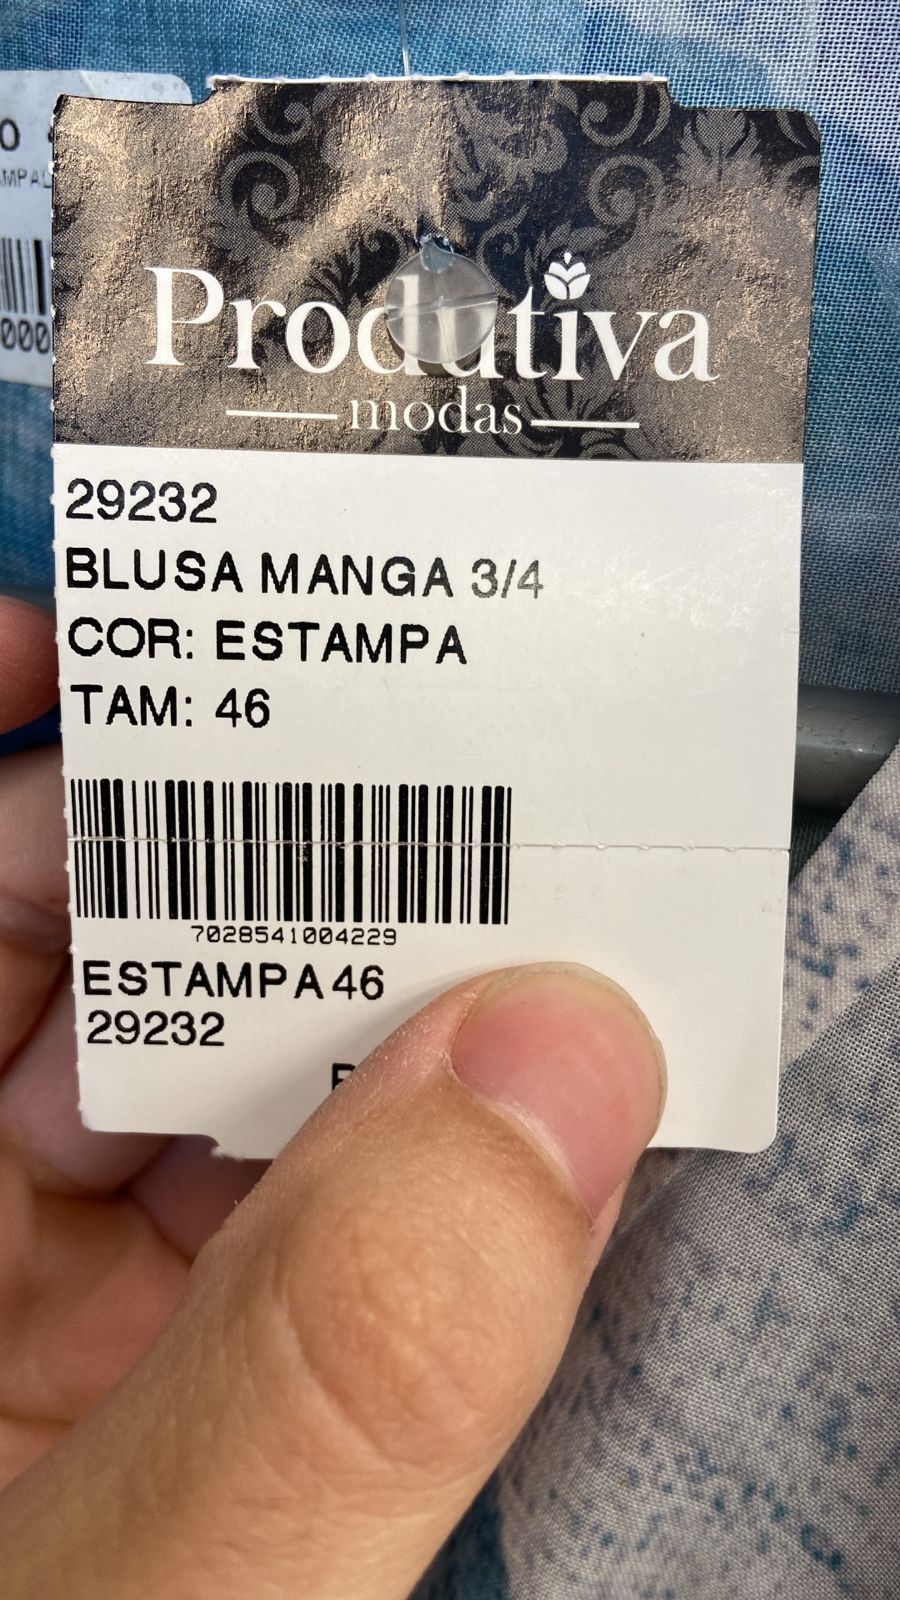 Produtiva
modas
29232
BLUSA MANGA 3/4
COR: ESTAMPA
TAM: 46
7028541004229
ESTAMPA 46
29232